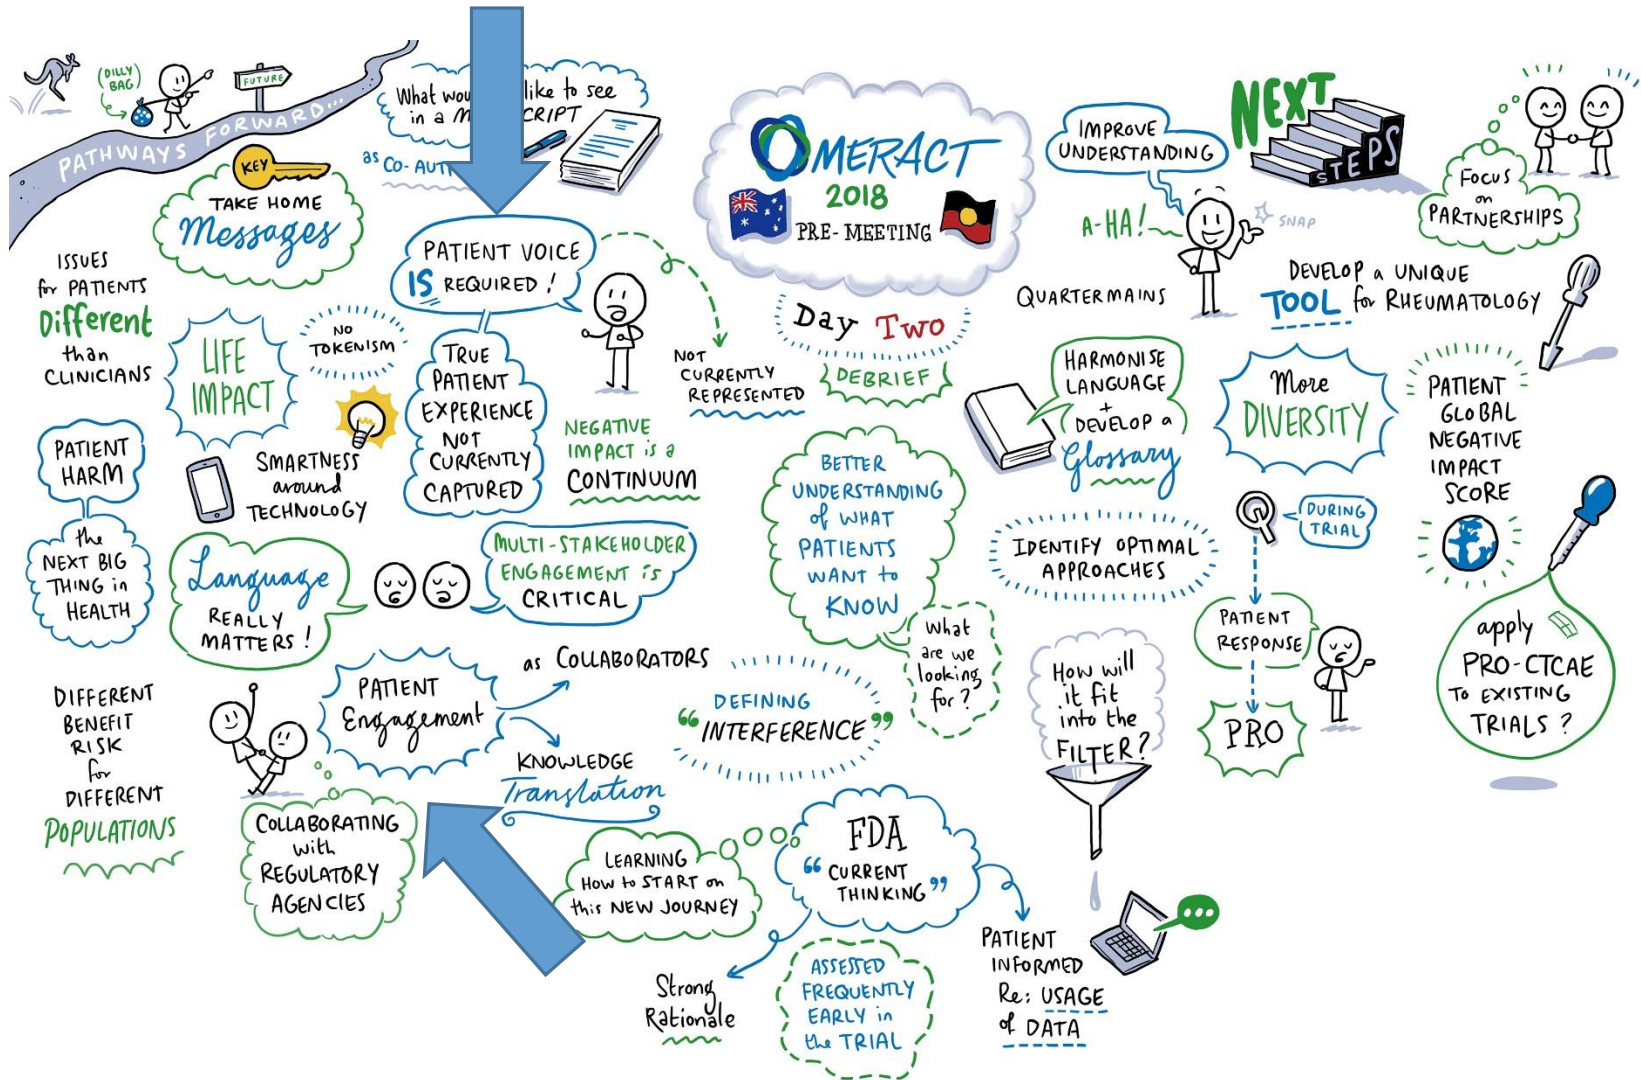 (DILLY
BAG)
FUTURE
PATHWAYS FORWARD...
What wou like to see
in a M CRIPT
as CO-AUT
KEY
TAKE HOME
Messages
PATIENT VOICE
IS REQUIRED!
OMERACT
2018
PRE-MEETING
Day Two
DEBRIEF
IMPROVE
UNDERSTANDING
A-HA!
SNAP
QUARTERMAINS
NEXT
STEPS
FOCUS
on
PARTNERSHIPS
DEVELOP a UNIQUE
TOOL for RHEUMATOLOGY
ISSUES
for PATIENTS
Different
than
CLINICIANS
LIFE
IMPACT
NO
TOKENISM
TRUE
PATIENT
EXPERIENCE
NOT
CURRENTLY
CAPTURED
NOT
CURRENTLY
REPRESENTED
NEGATIVE
IMPACT is a
CONTINUUM
PATIENT
HARM
the
NEXT BIG
THING in
HEALTH
SMARTNESS
around
TECHNOLOGY
Language
REALLY
MATTERS!
MULTI-STAKEHOLDER
ENGAGEMENT is
CRITICAL
BETTER
UNDERSTANDING
of WHAT
PATIENTS
WANT to
KNOW
What
are we
looking
for?
HARMONISE
LANGUAGE
+
DEVELOP a
Glossary
More
DIVERSITY
PATIENT
GLOBAL
NEGATIVE
IMPACT
SCORE
IDENTIFY OPTIMAL
APPROACHES
DURING
TRIAL
PATIENT
RESPONSE
PRO
apply
PRO-CTCAE
TO EXISTING
TRIALS?
How will
it fit
into the
FILTER?
DIFFERENT
BENEFIT
RISK
for
DIFFERENT
POPULATIONS
PATIENT
Engagement
as COLLABORATORS
KNOWLEDGE
Translation
DEFINING
"INTERFERENCE"
COLLABORATING
with
REGULATORY
AGENCIES
LEARNING
How to START on
this NEW JOURNEY
FDA
"CURRENT
THINKING"
Strong
Rationale
ASSESSED
FREQUENTLY
EARLY in
the TRIAL
PATIENT
INFORMED
Re: USAGE
of DATA